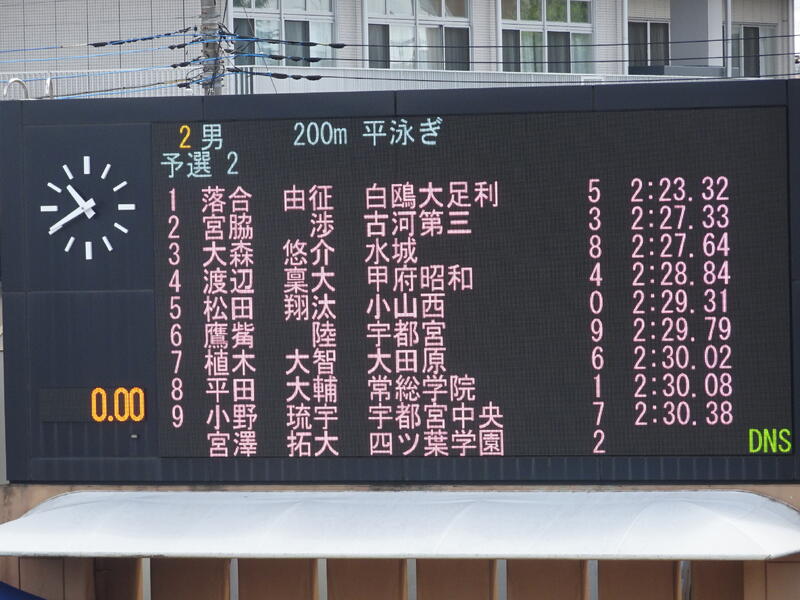 2 男 200m 平泳ぎ
予選 2
1 落合 由征 白鴎大足利 5 2:23.32
2 宮脇 渉 古河第三 3 2:27.33
3 大森 悠介 水城 8 2:27.64
4 渡辺 稟大 甲府昭和 4 2:28.84
5 松田 翔汰 小山西 0 2:29.31
6 鷹觜 陸 宇都宮 9 2:29.79
7 植木 大智 大田原 6 2:30.02
8 平田 大輔 常総学院 1 2:30.08
9 小野 琉宇 宇都宮中央 7 2:30.38
宮澤 拓大 四ツ葉学園 2 DNS
0.00